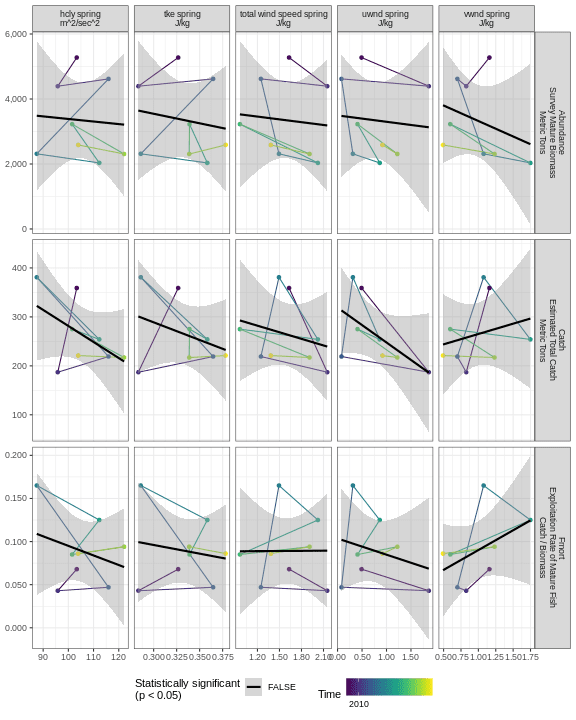 hdy spring
m^2/sec^2
tke spring
J/kg
total wind speed spring
J/kg
uwnd spring
J/kg
vwnd spring
J/kg
6,000
4,000
2,000
0
Abundance
Survey Mature Biomass
Metric Tons
400
300
200
100
Catch
Estimated Total Catch
Metric Tons
0.200
0.150
0.100
0.050
0.000
Fmort
Exploitation Rate of Mature Fish
Catch / Biomass
90 100 110 120
0.300 0.325 0.350 0.375
1.20 1.50 1.80 2.10
0.00 0.50 1.00 1.50
0.50 0.75 1.00 1.25 1.50 1.75
Statistically significant
(p < 0.05)
FALSE
Time
2010